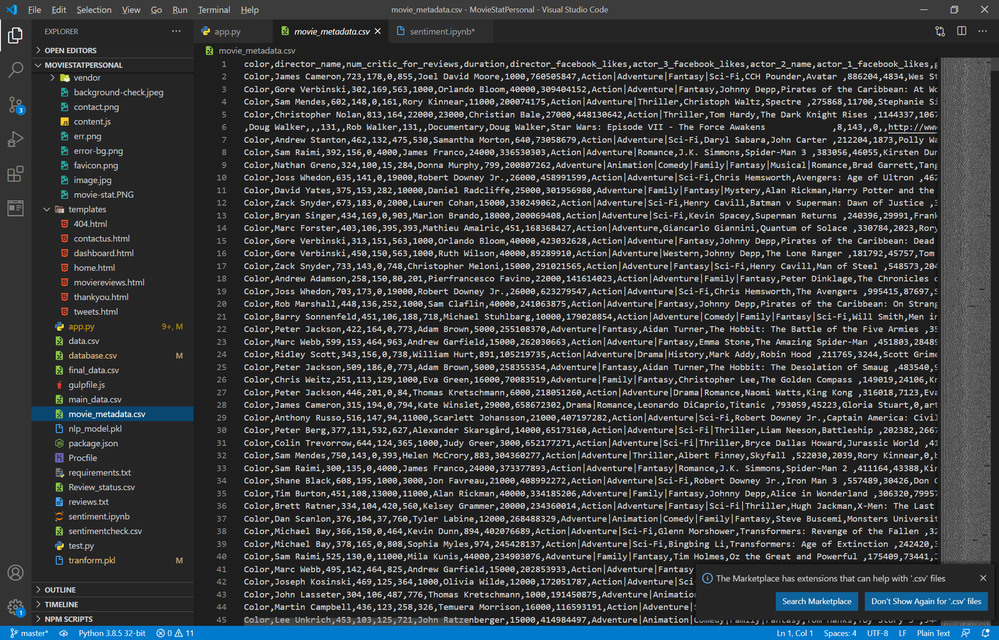 File Edit Selection View Go Run Terminal Help
movie_metadata.csv - MovieStatPersonal - Visual Studio Code
EXPLORER
OPEN EDITORS
MOVIESTATPERSONAL
vendor
background-check.jpeg
contact.png
content.js
err.png
error-bg.png
favicon.png
image.jpg
movie-stat.PNG
templates
404.html
contactus.html
dashboard.html
home.html
moviereviews.html
thankyou.html
tweets.html
app.py 9+, M
data.csv
database.csv M
final_data.csv
gulpfile.js
main_data.csv
movie_metadata.csv
nlp_model.pkl
package.json
Procfile
requirements.txt
Review_status.csv
reviews.txt
sentiment.ipynb
sentimentcheck.csv
test.py
tranform.pkl M
OUTLINE
TIMELINE
NPM SCRIPTS
3
1
app.py movie_metadata.csv sentiment.ipynb*
movie_metadata.csv
1 color,director_name,num_critic_for_reviews,duration,director_facebook_likes,actor_3_facebook_likes,actor_2_name,actor_1_facebook_likes,g
2 Color,James Cameron,723,178,0,855,Joel David Moore,1000,760505847,Action|Adventure|Fantasy|Sci-Fi,CCH Pounder,Avatar ,886204,4834,Wes St
3 Color,Gore Verbinski,302,169,563,1000,Orlando Bloom,40000,309404152,Action|Adventure|Fantasy,Johnny Depp,Pirates of the Caribbean: At Wo
4 Color,Sam Mendes,602,148,0,161,Rory Kinnear,11000,200074175,Action|Adventure|Thriller,Christoph Waltz,Spectre ,275868,11700,Stephanie Si
5 Color,Christopher Nolan,813,164,22000,23000,Christian Bale,27000,448130642,Action|Thriller,Tom Hardy,The Dark Knight Rises ,1144337,1067
6 ,Doug Walker,,,131,,Rob Walker,131,,Documentary,Doug Walker,Star Wars: Episode VII - The Force Awakens ,8,143,,0,,http://www
7 Color,Andrew Stanton,462,132,475,530,Samantha Morton,640,73058679,Action|Adventure|Sci-Fi,Daryl Sabara,John Carter ,212204,1873,Polly Wa
8 Color,Sam Raimi,392,156,0,4000,James Franco,24000,336530303,Action|Adventure|Romance,J.K. Simmons,Spider-Man 3 ,383056,46055,Kirsten Dun
9 Color,Nathan Greno,324,100,15,284,Donna Murphy,799,200807262,Adventure|Animation|Comedy|Family|Fantasy|Musical|Romance,Brad Garrett,Tang
10 Color,Joss Whedon,635,141,0,19000,Robert Downey Jr.,26000,458991599,Action|Adventure|Sci-Fi,Chris Hemsworth,Avengers: Age of Ultron ,462
11 Color,David Yates,375,153,282,10000,Daniel Radcliffe,25000,301956980,Adventure|Family|Fantasy|Mystery,Alan Rickman,Harry Potter and the
12 Color,Zack Snyder,673,183,0,2000,Lauren Cohan,15000,330249062,Action|Adventure|Sci-Fi,Henry Cavill,Batman v Superman: Dawn of Justice ,3
13 Color,Bryan Singer,434,169,0,903,Marlon Brando,18000,200069408,Action|Adventure|Sci-Fi,Kevin Spacey,Superman Returns ,240396,29991,Frank
14 Color,Marc Forster,403,106,395,393,Mathieu Amalric,451,168368427,Action|Adventure,Giancarlo Giannini,Quantum of Solace ,330784,2023,Rory
15 Color,Gore Verbinski,313,151,563,1000,Orlando Bloom,40000,423032628,Action|Adventure|Fantasy,Johnny Depp,Pirates of the Caribbean: Dead
16 Color,Gore Verbinski,450,150,563,1000,Ruth Wilson,40000,89289910,Action|Adventure|Western,Johnny Depp,The Lone Ranger ,181792,45757,Tom
17 Color,Zack Snyder,733,143,0,748,Christopher Meloni,15000,291021565,Action|Adventure|Fantasy|Sci-Fi,Henry Cavill,Man of Steel ,548573,204
18 Color,Andrew Adamson,258,150,80,201,Pierfrancesco Favino,22000,141614023,Action|Adventure|Family|Fantasy,Peter Dinklage,The Chronicles o
19 Color,Joss Whedon,703,173,0,19000,Robert Downey Jr.,26000,623279547,Action|Adventure|Sci-Fi,Chris Hemsworth,The Avengers ,995415,87697,S
20 Color,Rob Marshall,448,136,252,1000,Sam Claflin,40000,241063875,Action|Adventure|Fantasy,Johnny Depp,Pirates of the Caribbean: On Strang
21 Color,Barry Sonnenfeld,451,106,188,718,Michael Stuhlbarg,10000,179020854,Action|Adventure|Comedy|Family|Fantasy|Sci-Fi,Will Smith,Men in
22 Color,Peter Jackson,422,164,0,773,Adam Brown,5000,255108370,Adventure|Fantasy,Aidan Turner,The Hobbit: The Battle of the Five Armies ,35
23 Color,Marc Webb,599,153,464,963,Andrew Garfield,15000,262030663,Action|Adventure|Fantasy,Emma Stone,The Amazing Spider-Man ,451803,28489
24 Color,Ridley Scott,343,156,0,738,William Hurt,891,105219735,Action|Adventure|Drama|History,Mark Addy,Robin Hood ,211765,3244,Scott Grime
25 Color,Peter Jackson,509,186,0,773,Adam Brown,5000,258355354,Adventure|Fantasy,Aidan Turner,The Hobbit: The Desolation of Smaug ,483540,9
26 Color,Chris Weitz,251,113,129,1000,Eva Green,16000,70083519,Adventure|Family|Fantasy,Christopher Lee,The Golden Compass ,149019,24106,Kr
27 Color,Peter Jackson,446,201,0,84,Thomas Kretschmann,6000,218051260,Action|Adventure|Drama|Romance,Naomi Watts,King Kong ,316018,7123,Eva
28 Color,James Cameron,315,194,0,794,Kate Winslet,29000,658672302,Drama|Romance,Leonardo DiCaprio,Titanic ,793059,45223,Gloria Stuart,0,art
29 Color,Anthony Russo,516,147,94,11000,Scarlett Johansson,21000,407197282,Action|Adventure|Sci-Fi,Robert Downey Jr.,Captain America: Civil
30 Color,Peter Berg,377,131,532,627,Alexander Skarsgård,14000,65173160,Action|Adventure|Sci-Fi|Thriller,Liam Neeson,Battleship ,202382,2667
31 Color,Colin Trevorrow,644,124,365,1000,Judy Greer,3000,652177271,Action|Adventure|Sci-Fi|Thriller,Bryce Dallas Howard,Jurassic World ,41
32 Color,Sam Mendes,750,143,0,393,Helen McCrory,883,304360277,Action|Adventure|Thriller,Albert Finney,Skyfall ,522030,2039,Rory Kinnear,0,b
33 Color,Sam Raimi,300,135,0,4000,James Franco,24000,373377893,Action|Adventure|Fantasy|Romance,J.K. Simmons,Spider-Man 2 ,411164,43388,Kir
34 Color,Shane Black,608,195,1000,3000,Jon Favreau,21000,408992272,Action|Adventure|Sci-Fi,Robert Downey Jr.,Iron Man 3 ,557489,30426,Don C
35 Color,Tim Burton,451,108,13000,11000,Alan Rickman,40000,334185206,Adventure|Family|Fantasy,Johnny Depp,Alice in Wonderland ,306320,79957
36 Color,Brett Ratner,334,104,420,560,Kelsey Grammer,20000,234360014,Action|Adventure|Fantasy|Sci-Fi|Thriller,Hugh Jackman,X-Men: The Last
37 Color,Dan Scanlon,376,104,37,760,Tyler Labine,12000,268488329,Adventure|Animation|Comedy|Family|Fantasy,Steve Buscemi,Monsters Universit
38 Color,Michael Bay,366,150,0,464,Kevin Dunn,894,402076689,Action|Adventure|Sci-Fi,Glenn Morshower,Transformers: Revenge of the Fallen ,32
39 Color,Michael Bay,378,165,0,808,Sophia Myles,974,245428137,Action|Adventure|Sci-Fi,Bingbing Li,Transformers: Age of Extinction ,242420,3
40 Color,Sam Raimi,525,130,0,11000,Mila Kunis,44000,234903076,Adventure|Family|Fantasy,Tim Holmes,Oz the Great and Powerful ,175409,73441,J
41 Color,Marc Webb,495,142,464,825,Andrew Garfield,15000,202853933,Action|Adventure|Fantasy
42 Color,Joseph Kosinski,469,125,364,1000,Olivia Wilde,12000,172051787,Action|Adventure|Sci-
43 Color,John Lasseter,304,106,487,776,Thomas Kretschmann,1000,191450875,Adventure|Animation
44 Color,Martin Campbell,436,123,258,326,Temuera Morrison,16000,116593191,Action|Adventure|S
45 Color,Lee Unkrich,453,103,125,721,John Ratzenberger,15000,414984497,Adventure|Animation|Comedy|Family|Fantasy,Tom Hanks,Toy Story 3 ,544
The Marketplace has extensions that can help with '.csv' files
Search Marketplace Don't Show Again for '.csv' files
master* Python 3.8.5 32-bit 0 11 Ln 1, Col 1 Spaces: 4 UTF-8 LF Plain Text